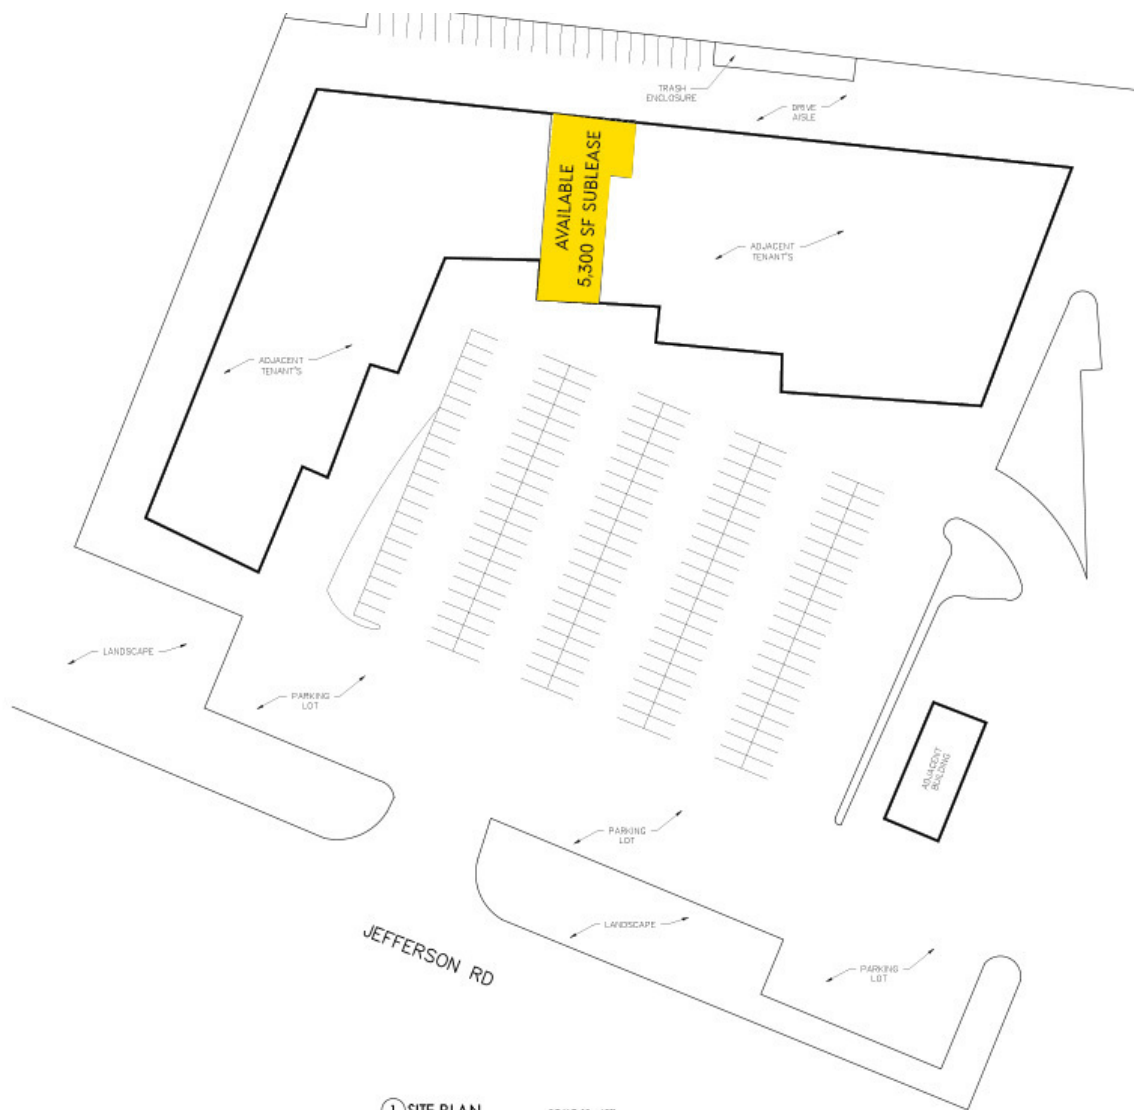 TRASH
ENCLOSURE
DRIVE
AISLE
AVAILABLE
5,300 SF SUBLEASE
ADJACENT
TENANT'S
ADJACENT
TENANT'S
LANDSCAPE
PARKING
LOT
ADJACENT
BUILDING
PARKING
LOT
LANDSCAPE
PARKING
LOT
JEFFERSON RD
1 SITE PLAN